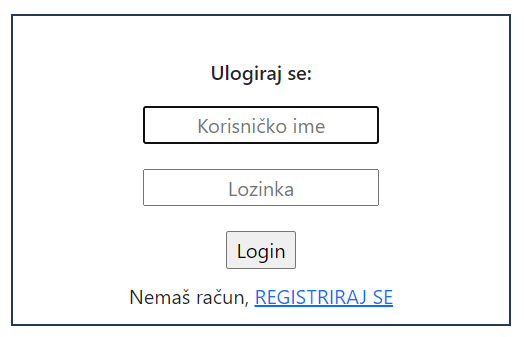 Ulogiraj se:
Korisničko ime
Lozinka
Login
Nemaš račun, REGISTRIRAJ SE